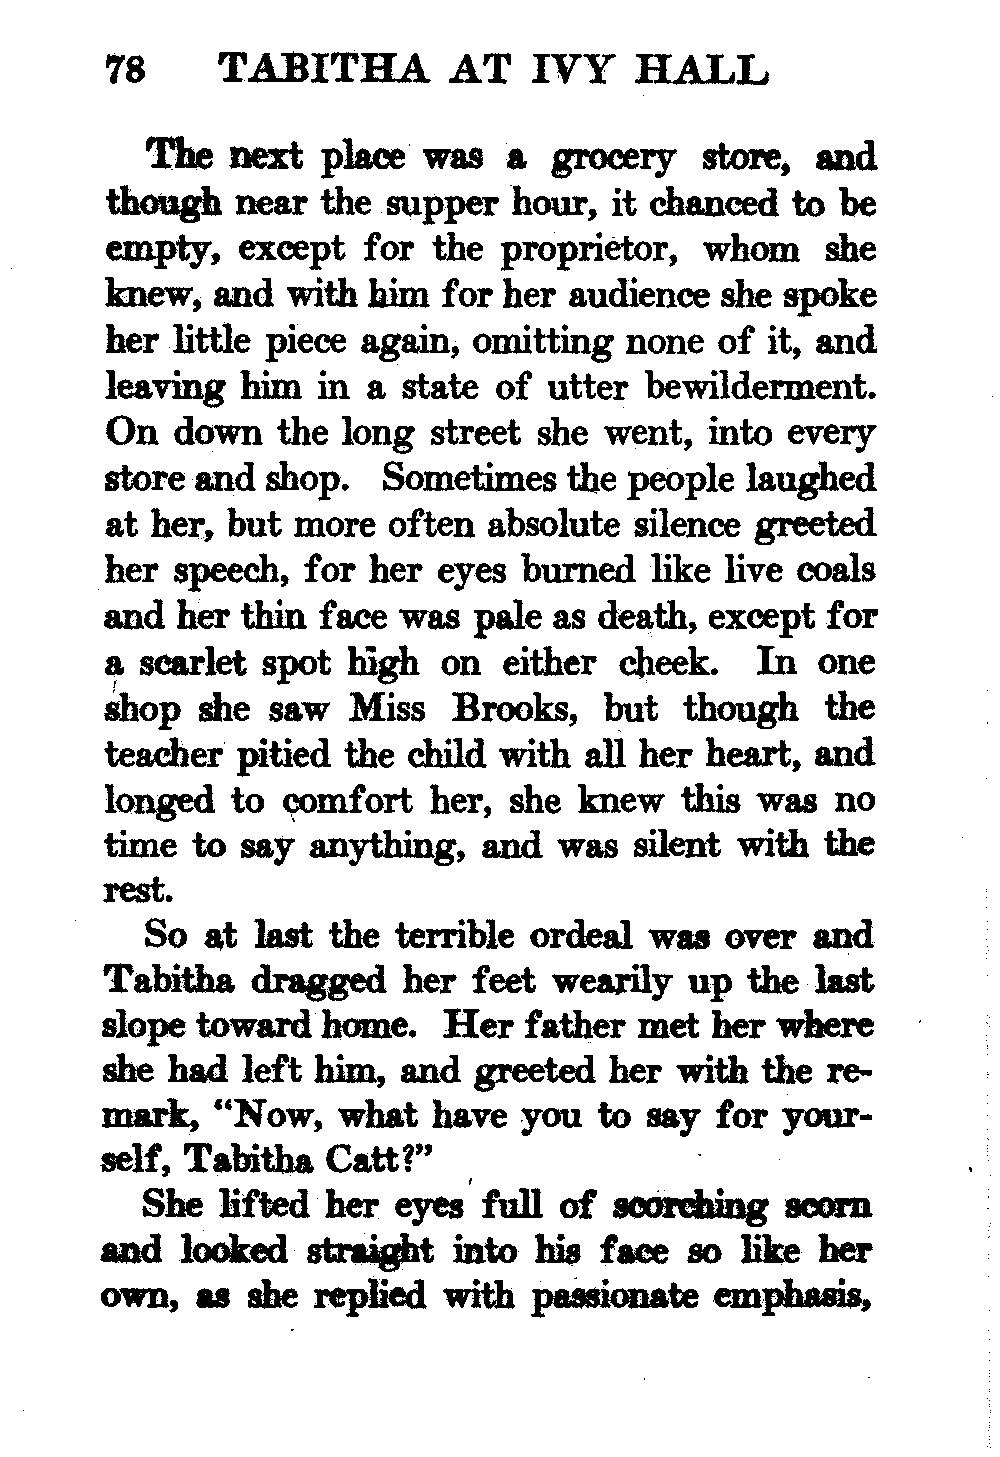 78 TABITHA AT IVY HALL
The next place was a grocery store, and
though near the supper hour, it chanced to be
empty, except for the proprietor, whom she
knew, and with him for her audience she spoke
her little piece again, omitting none of it, and
leaving him in a state of utter bewilderment.
On down the long street she went, into every
store and shop. Sometimes the people laughed
at her, but more often absolute silence greeted
her speech, for her eyes burned like live coals
and her thin face was pale as death, except for
a scarlet spot high on either cheek. In one
shop she saw Miss Brooks, but though the
teacher pitied the child with all her heart, and
longed to comfort her, she knew this was no
time to say anything, and was silent with the
rest.
So at last the terrible ordeal was over and
Tabitha dragged her feet wearily up the last
slope toward home. Her father met her where
she had left him, and greeted her with the re-
mark, "Now, what have you to say for your-
self, Tabitha Catt?"
She lifted her eyes full of scorching scorn
and looked straight into his face so like her
own, as she replied with passionate emphasis,